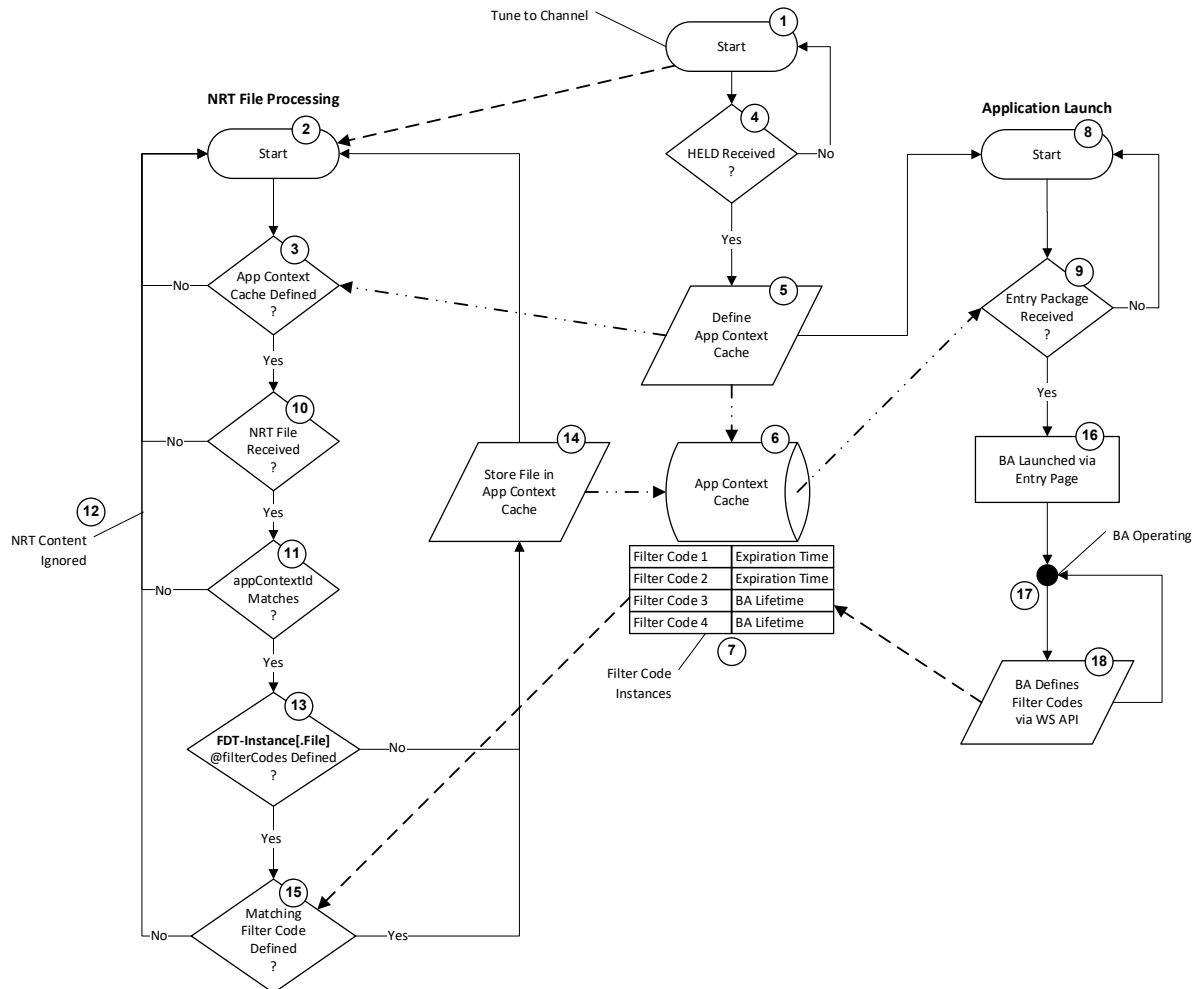 Tune to Channel
1
Start
NRT File Processing
4
HELD Received
?
No
Yes
Application Launch
2
Start
3
App Context
Cache Defined
?
No
Yes
5
Define
App Context
Cache
8
Start
9
Entry Package
Received
?
No
Yes
10
NRT File
Received
?
No
Yes
14
Store File in
App Context
Cache
6
App Context
Cache
16
BA Launched via
Entry Page
12
NRT Content
Ignored
11
appContextId
Matches
?
No
Yes
Filter Code 1 Expiration Time
Filter Code 2 Expiration Time
Filter Code 3 BA Lifetime
Filter Code 4 BA Lifetime
7
Filter Code
Instances
BA Operating
17
18
BA Defines
Filter Codes
via WS API
13
FDT-Instance[.File]
@filterCodes Defined
?
No
Yes
15
Matching
Filter Code
Defined
?
No
Yes